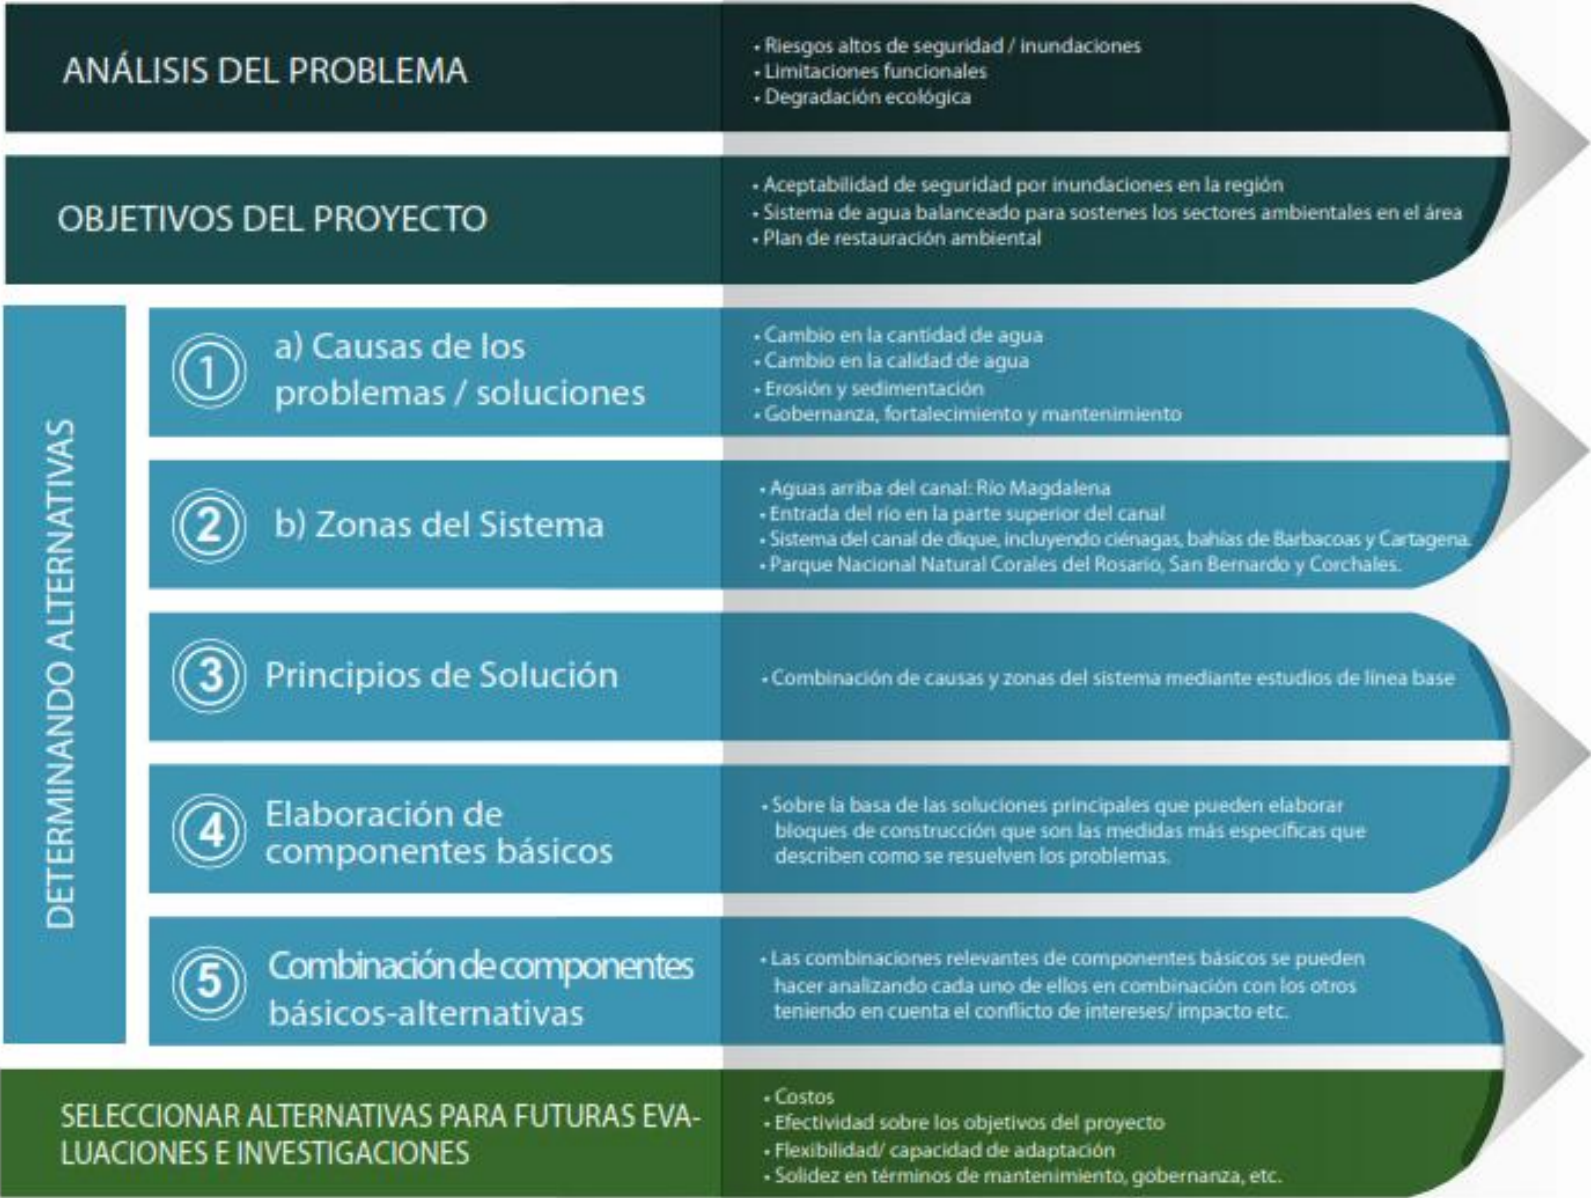 ANÁLISIS DEL PROBLEMA
• Riesgos altos de seguridad / inundaciones
• Limitaciones funcionales
• Degradación ecológica
OBJETIVOS DEL PROYECTO
• Aceptabilidad de seguridad por inundaciones en la región
• Sistema de agua balanceado para sostenes los sectores ambientales en el área
• Plan de restauración ambiental
DETERMINANDO ALTERNATIVAS
1
a) Causas de los
problemas / soluciones
• Cambio en la cantidad de agua
• Cambio en la calidad de agua
• Erosión y sedimentación
• Gobernanza, fortalecimiento y mantenimiento
2
b) Zonas del Sistema
• Aguas arriba del canal: Rio Magdalena
• Entrada del rio en la parte superior del canal
• Sistema del canal de dique, incluyendo ciénagas, bahías de Barbacoas y Cartagena.
• Parque Nacional Natural Corales del Rosario, San Bernardo y Corchales.
3
Principios de Solución
• Combinación de causas y zonas del sistema mediante estudios de línea base
4
Elaboración de
componentes básicos
• Sobre la basa de las soluciones principales que pueden elaborar
bloques de construcción que son las medidas más especificas que
describen como se resuelven los problemas.
5
Combinación de componentes
básicos-alternativas
• Las combinaciones relevantes de componentes básicos se pueden
hacer analizando cada uno de ellos en combinación con los otros
teniendo en cuenta el conflicto de intereses/ impacto etc.
SELECCIONAR ALTERNATIVAS PARA FUTURAS EVA-
LUACIONES E INVESTIGACIONES
• Costos
• Efectividad sobre los objetivos del proyecto
• Flexibilidad/ capacidad de adaptación
• Solidez en términos de mantenimiento, gobernanza, etc.